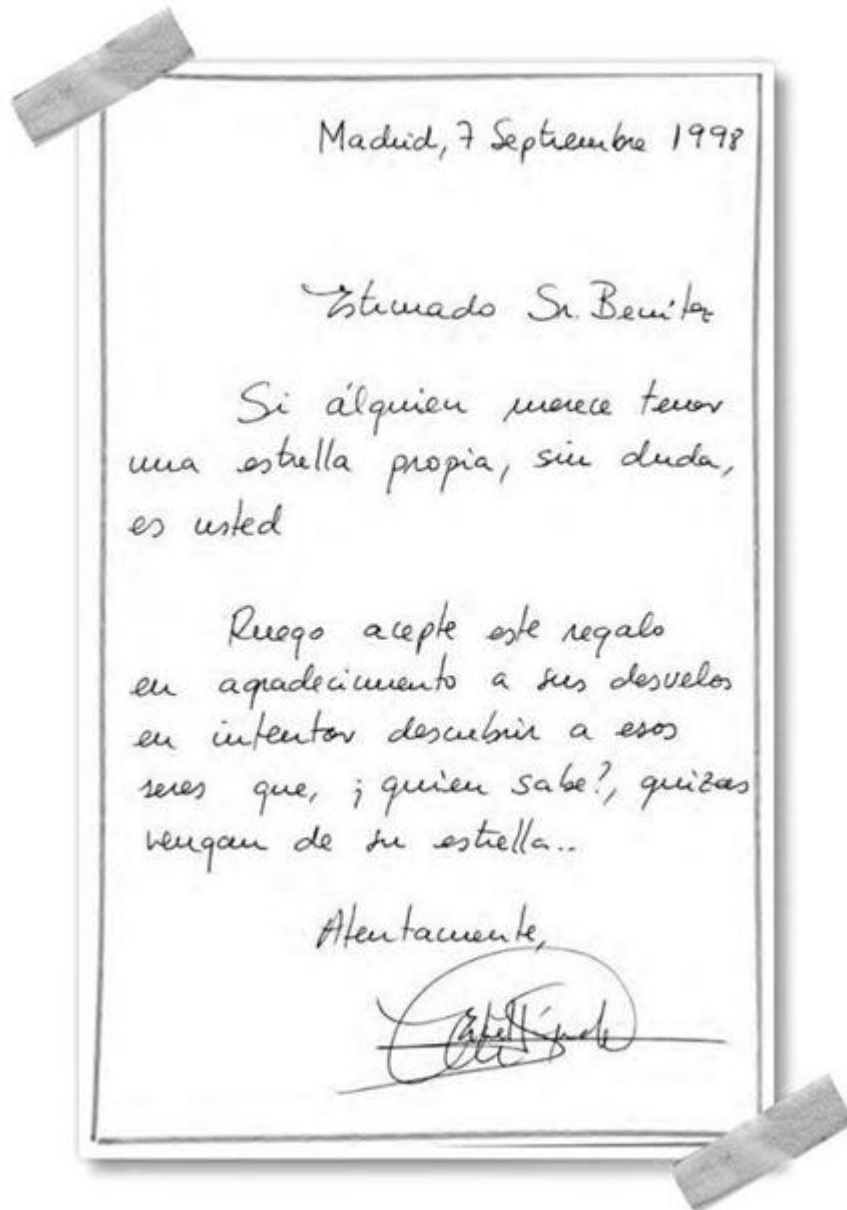 Madrid, 7 Septiembre 1998
Estimado Sr. Benítez
Si álguien merece tener
una estrella propia, sin duda,
es usted
Ruego acepte este regalo
en agradecimiento a sus desvelos
en intentar descubrir a esos
seres que, ¿quien sabe?, quizas
vengan de su estrella..
Atentamente,